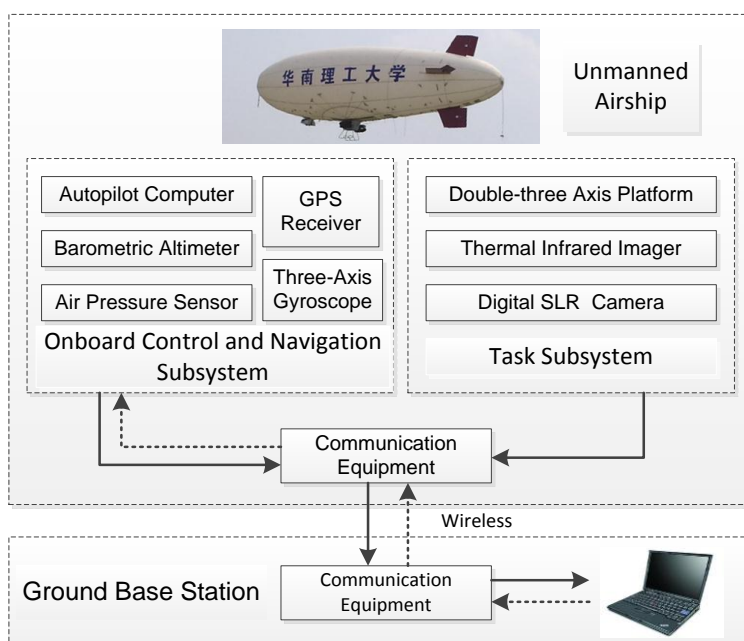 华南理工大学
Unmanned
Airship
Autopilot Computer
Barometric Altimeter
Air Pressure Sensor
GPS
Receiver
Three-Axis
Gyroscope
Onboard Control and Navigation
Subsystem
Double-three Axis Platform
Thermal Infrared Imager
Digital SLR Camera
Task Subsystem
Communication
Equipment
Wireless
Ground Base Station
Communication
Equipment